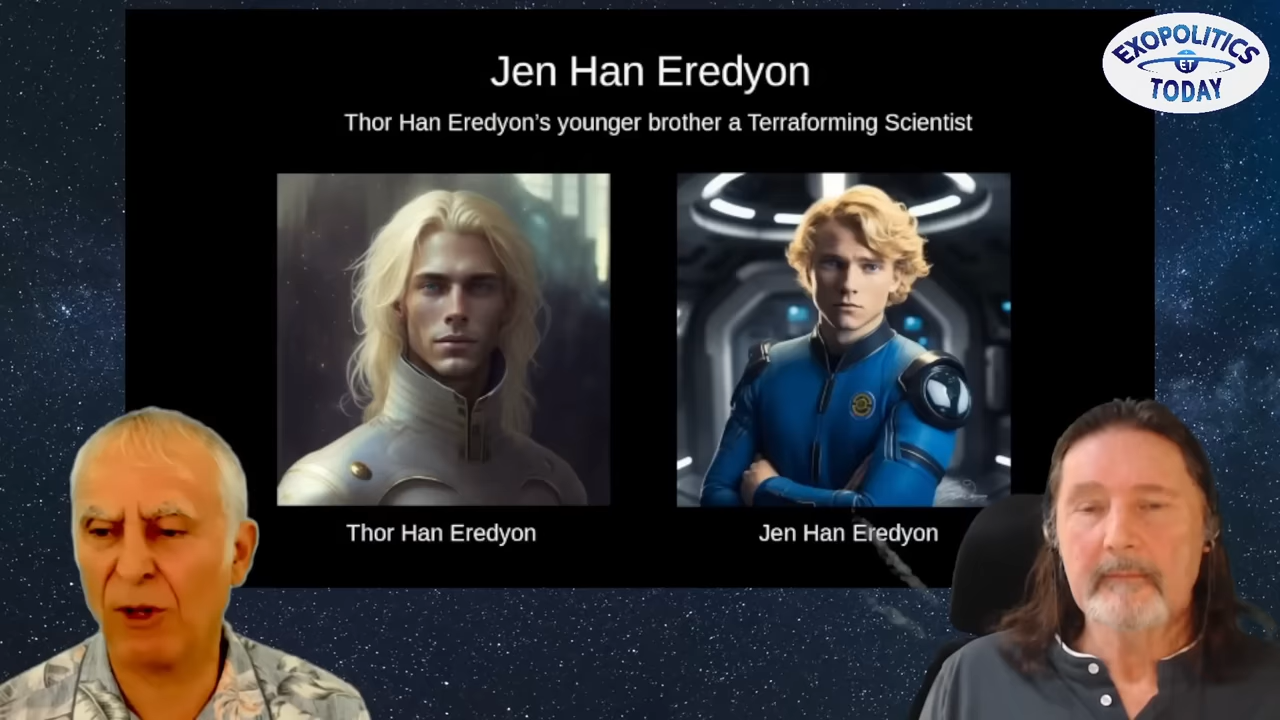 Jen Han Eredyon
Thor Han Eredyon's younger brother a Terraforming Scientist
EXOPOLITICS
ET
TODAY
Thor Han Eredyon
Jen Han Eredyon